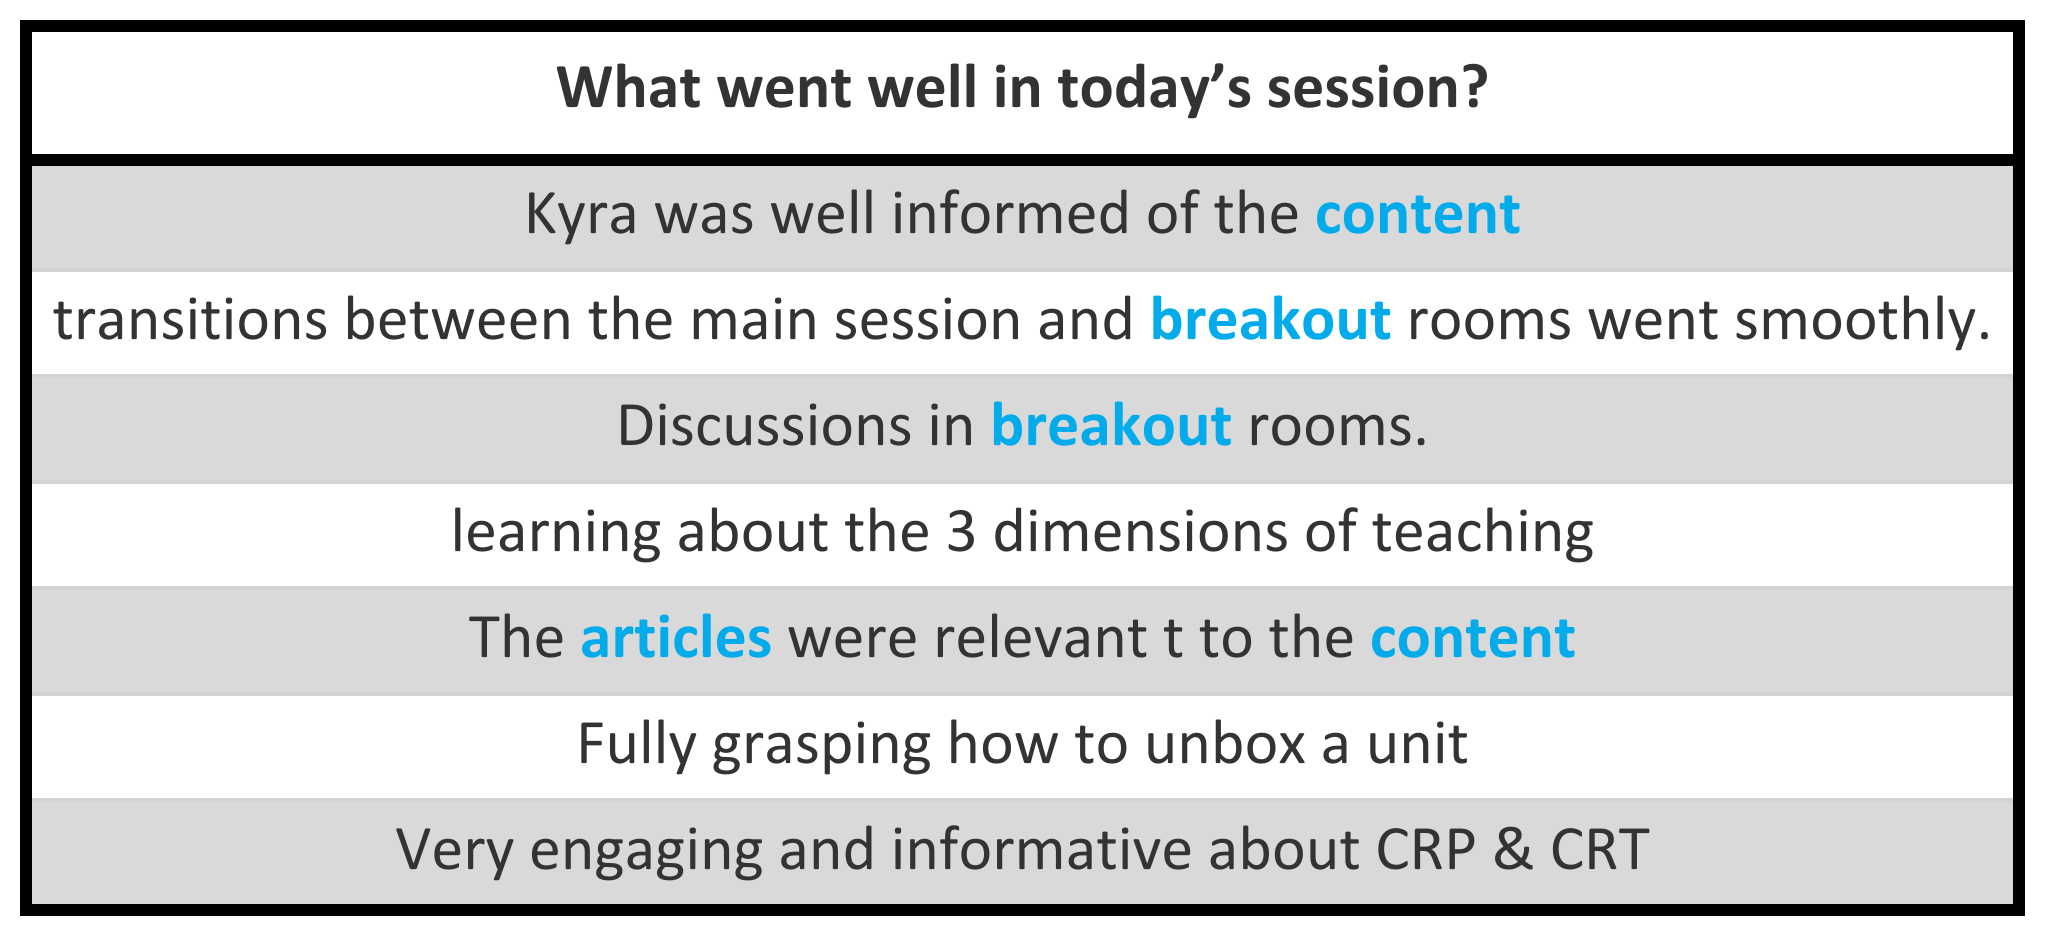 What went well in today’s session?
Kyra was well informed of the content
transitions between the main session and breakout rooms went smoothly.
Discussions in breakout rooms.
learning about the 3 dimensions of teaching
The articles were relevant t to the content
Fully grasping how to unbox a unit
Very engaging and informative about CRP & CRT